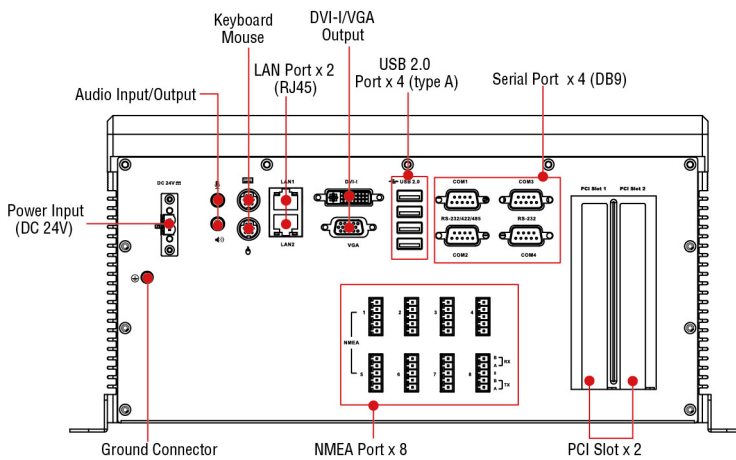 Keyboard
Mouse
DVI-I/VGA
Output
LAN Port x 2
(RJ45)
USB 2.0
Port x 4 (type A)
Serial Port x 4 (DB9)
Audio Input/Output
Power Input
(DC 24V)
DC 24V
LAN1
LAN2
DVI-I
VGA
USB 2.0
COM1
COM3
RS-232/422/485
RS-232
COM2
COM4
PCI Slot 1
PCI Slot 2
NMEA
1
2
3
4
5
6
7
8
B
A
RX
B
A
TX
Ground Connector
NMEA Port x 8
PCI Slot x 2